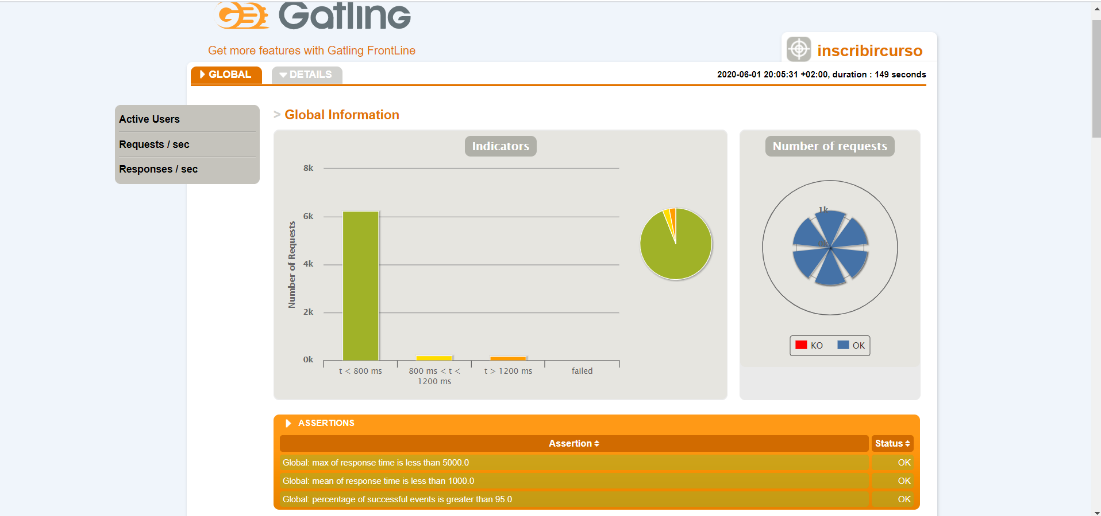 Gatling
Get more features with Gatling FrontLine
inscribircurso
GLOBAL
DETAILS
2020-06-01 20:05:31 +02:00, duration : 149 seconds
Active Users
Requests / sec
Responses / sec
> Global Information
Indicators
Number of Requests
8k
6k
4k
2k
0k
t < 800 ms
800 ms < t <
1200 ms
t > 1200 ms
failed
Number of requests
1k
KO
OK
ASSERTIONS
Assertion
Status
Global: max of response time is less than 5000.0
OK
Global: mean of response time is less than 1000.0
OK
Global: percentage of successful events is greater than 95.0
OK